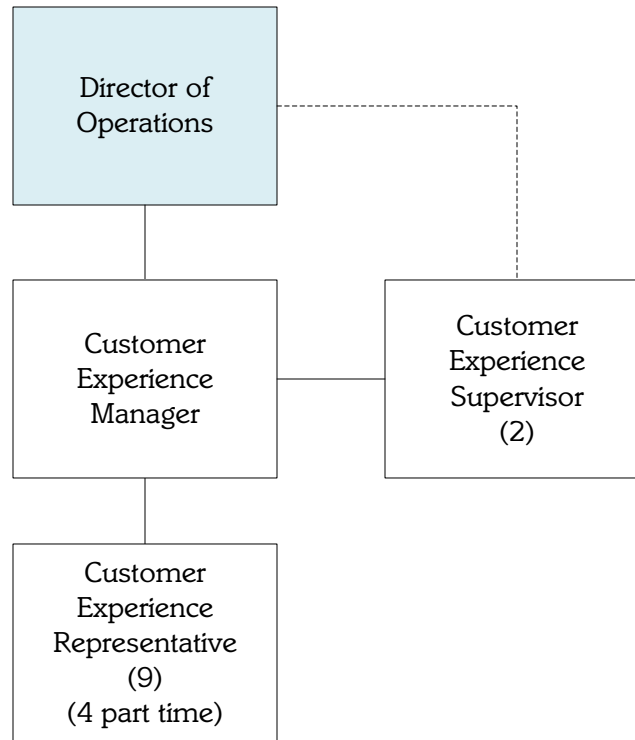 Director of
Operations
Customer
Experience
Manager
Customer
Experience
Supervisor
(2)
Customer
Experience
Representative
(9)
(4 part time)